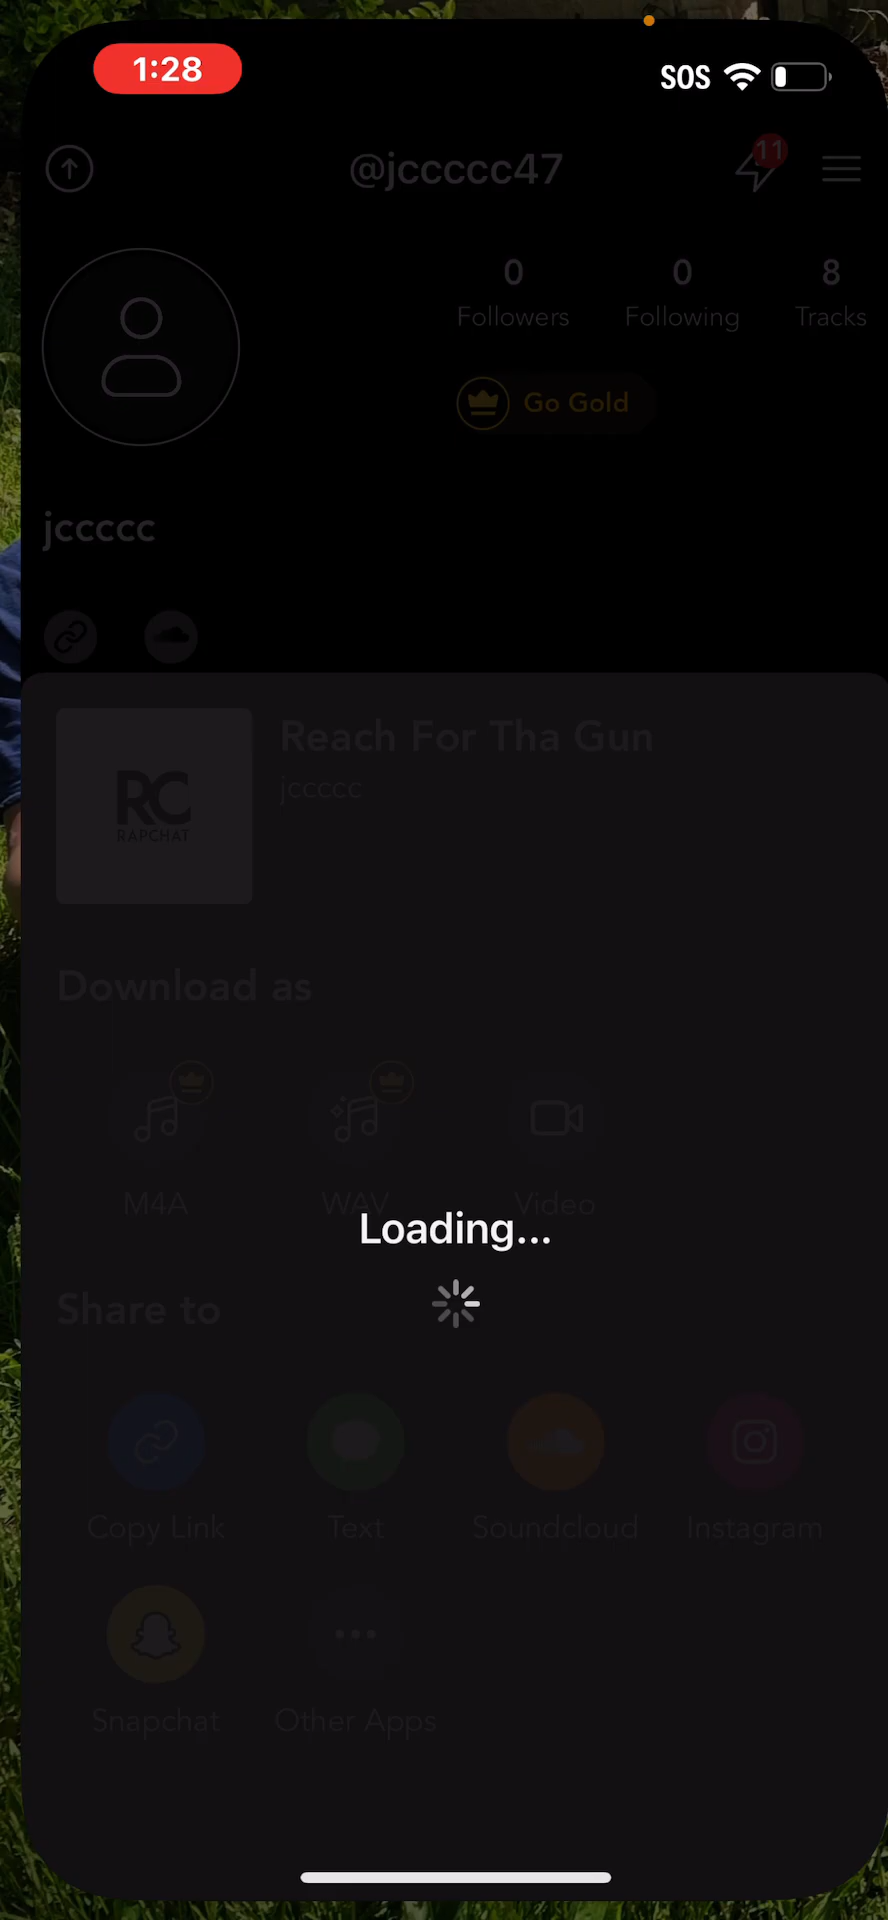 1:28
SOS
@jccccc47
11
0
0
8
Followers
Following
Tracks
Go Gold
jccccc
Reach For Tha Gun
jccccc
RC
RAPCHAT
Download as
M4A
WAV
Video
Loading...
Share to
Copy Link
Text
Soundcloud
Instagram
Snapchat
Other Apps